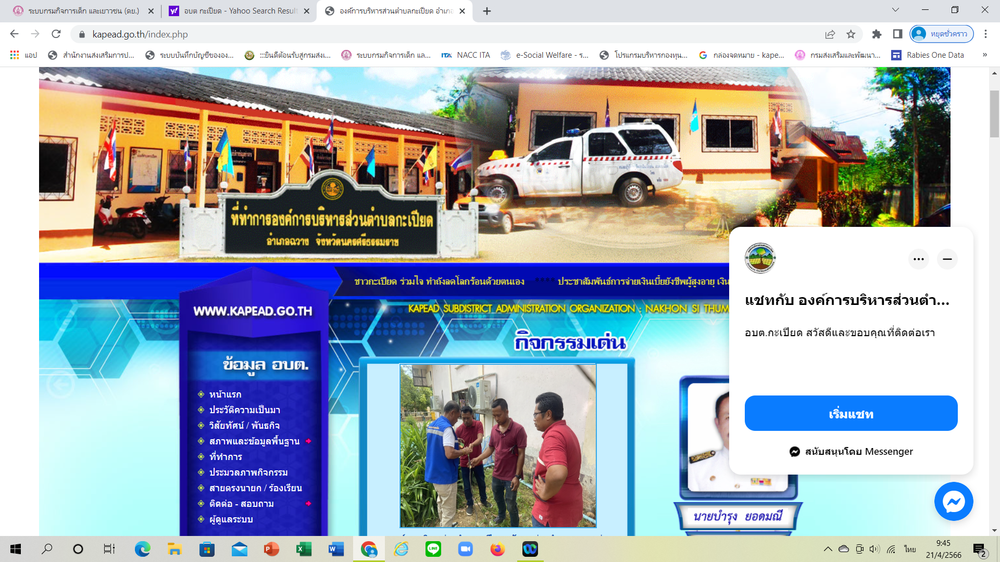 ระบบกรมกิจการเด็ก และเยาวชน (ดย.)
อบต กะเปียด - Yahoo Search Result
องค์การบริหารส่วนตำบลกะเปียด อำเภอ
kapead.go.th/index.php
หยุดชั่วคราว
แอป
สำนักงานส่งเสริมการป...
ระบบบันทึกบัญชีขององ...
:::ยินดีต้อนรับสู่กรมส่งเ...
ระบบกรมกิจการเด็ก แล...
ITA NACC ITA
e-Social Welfare - ร...
โปรแกรมบริหารกองทุน...
กล่องจดหมาย - kape...
กรมส่งเสริมและพัฒนา...
Rabies One Data
»
ที่ทำการองค์การบริหารส่วนตำบลกะเปียด
อำเภอฉวาง จังหวัดนครศรีธรรมราช
ชาวกะเปียด ร่วมใจ ทำถังลดโลกร้อนด้วยตนเอง **** ประชาสัมพันธ์การจ่ายเงินเบี้ยยังชีพผู้สูงอายุ เงิน
KAPEAD SUBDISTRICT ADMINISTRATION ORGANIZATION : NAKHON SI THUM
WWW.KAPEAD.GO.TH
กิจกรรมเด่น
ข้อมูล อบต.
หน้าแรก
ประวัติความเป็นมา
วิสัยทัศน์ / พันธกิจ
สภาพและข้อมูลพื้นฐาน
ที่ทำการ
ประมวลภาพกิจกรรม
สายตรงนายก / ร้องเรียน
ติดต่อ - สอบถาม
ผู้ดูแลระบบ
นายบำรุง ยอดมณี
แชทกับ องค์การบริหารส่วนตำ...
อบต.กะเปียด สวัสดีและขอบคุณที่ติดต่อเรา
เริ่มแชท
สนับสนุนโดย Messenger
ไทย
9:45
21/4/2566
2